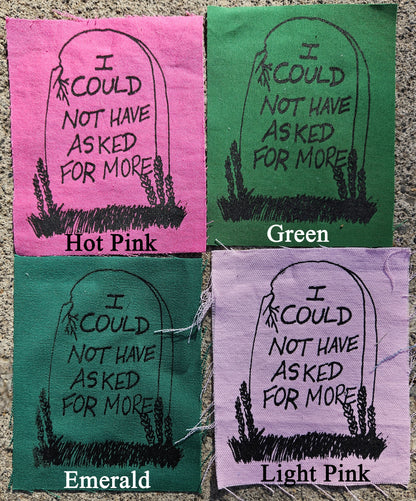 I
COULD
NOT HAVE
ASKED
FOR MORE
Hot Pink
I
COULD
NOT HAVE
ASKED
FOR MORE
Green
I
COULD
NOT HAVE
ASKED
FOR MORE
Emerald
I
COULD
NOT HAVE
ASKED
FOR MORE
Light Pink